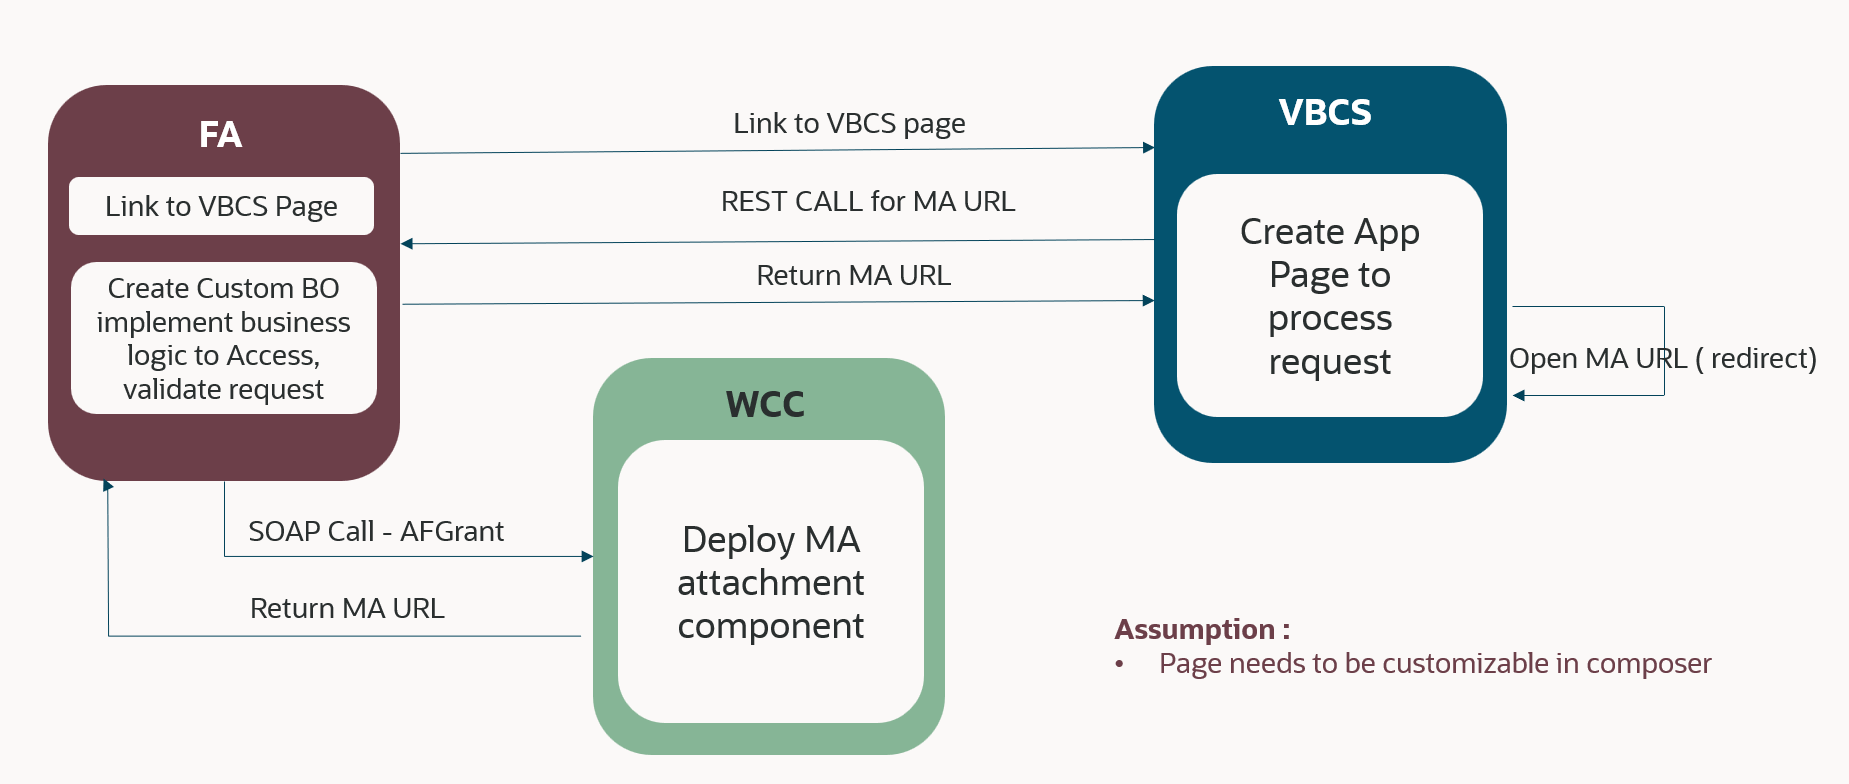 FA
Link to VBCS Page
Create Custom BO
implement business
logic to Access,
validate request
Link to VBCS page
REST CALL for MA URL
Return MA URL
VBCS
Create App
Page to
process
request
Open MA URL ( redirect)
WCC
Deploy MA
attachment
component
SOAP Call - AFGrant
Return MA URL
Assumption :
• Page needs to be customizable in composer